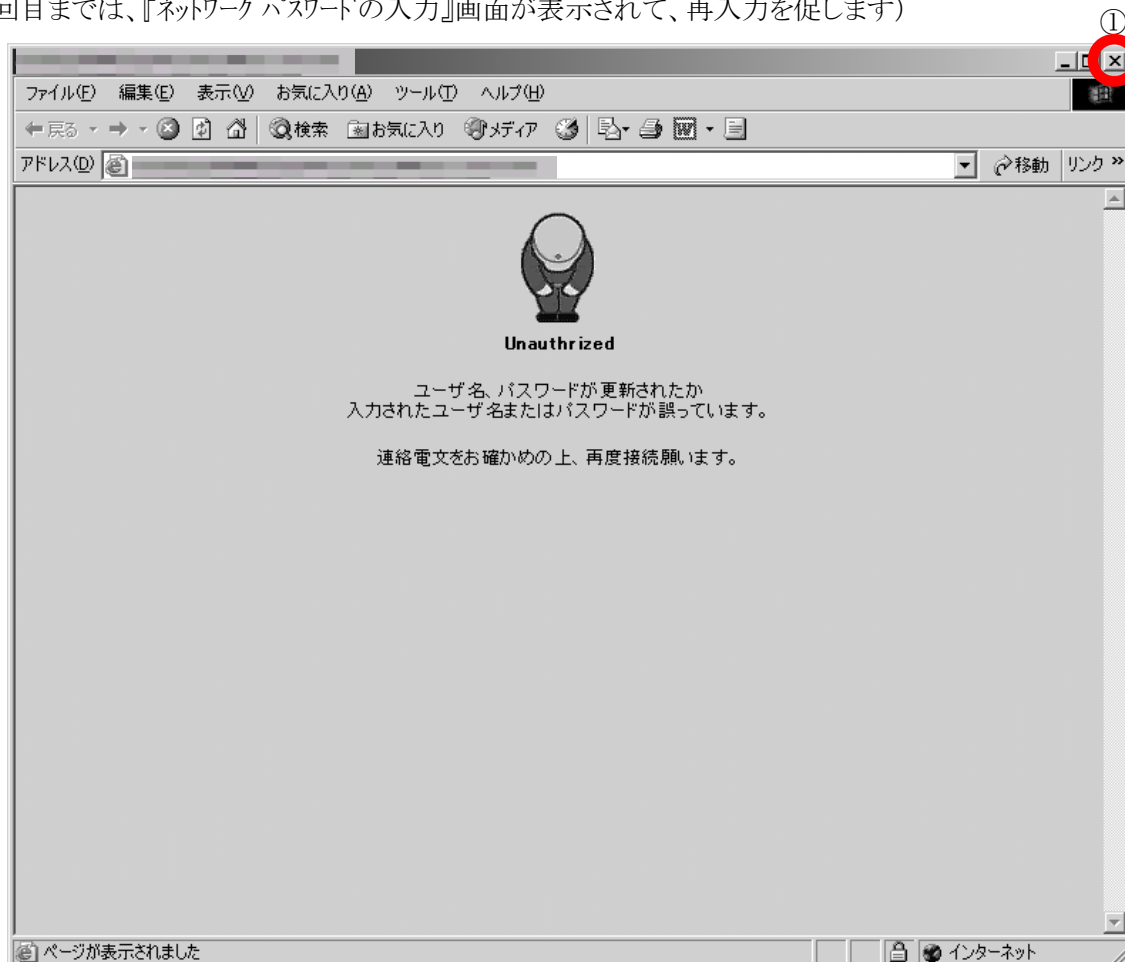 回目までは、『ネットワーク パスワードの入力』画面が表示されて、再入力を促します)
①
ファイル(F) 編集(E) 表示(V) お気に入り(A) ツール(T) ヘルプ(H)
戻る 検索 お気に入り メディア
アドレス(D) 移動 リンク »
Unauthrized
ユーザ名、パスワードが更新されたか
入力されたユーザ名またはパスワードが誤っています。
連絡電文をお確かめの上、再度接続願います。
ページが表示されました インターネット